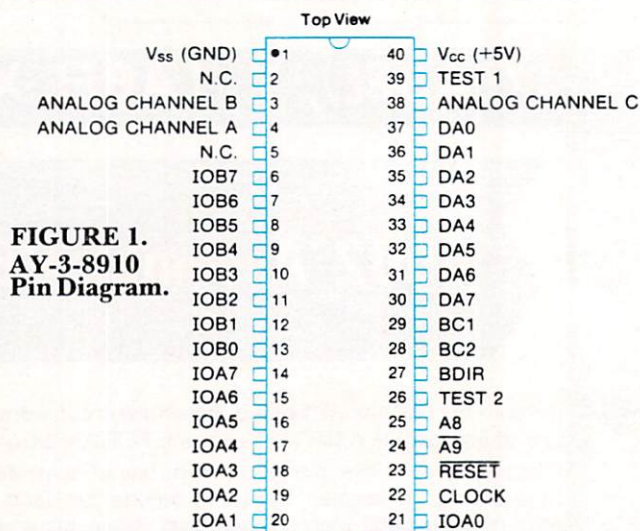 Top View
Vss (GND) 1 40 Vcc (+5V)
N.C. 2 39 TEST 1
ANALOG CHANNEL B 3 38 ANALOG CHANNEL C
ANALOG CHANNEL A 4 37 DA0
N.C. 5 36 DA1
IOB7 6 35 DA2
IOB6 7 34 DA3
IOB5 8 33 DA4
IOB4 9 32 DA5
IOB3 10 31 DA6
IOB2 11 30 DA7
IOB1 12 29 BC1
IOB0 13 28 BC2
IOA7 14 27 BDIR
IOA6 15 26 TEST 2
IOA5 16 25 A8
IOA4 17 24 A̅9̅
IOA3 18 23 R̅E̅S̅E̅T̅
IOA2 19 22 CLOCK
IOA1 20 21 IOA0
FIGURE 1.
AY-3-8910
Pin Diagram.